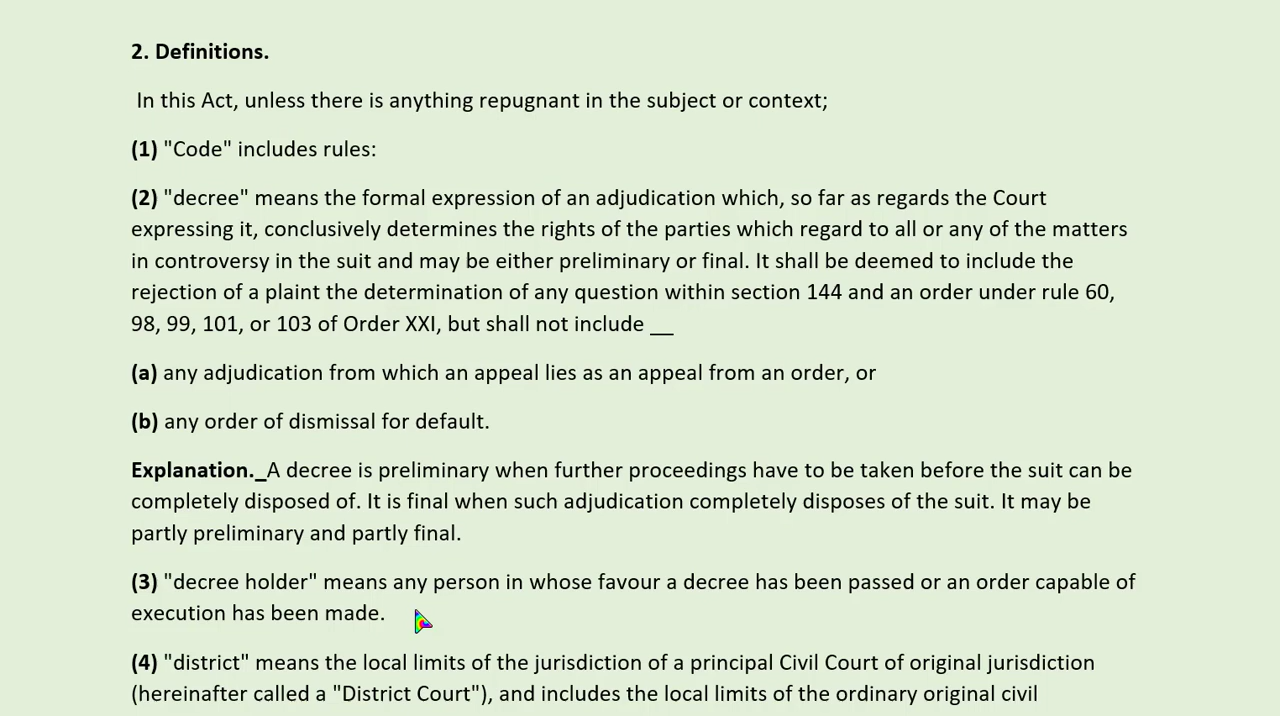 2. Definitions.
In this Act, unless there is anything repugnant in the subject or context;
(1) "Code" includes rules:
(2) "decree" means the formal expression of an adjudication which, so far as regards the Court
expressing it, conclusively determines the rights of the parties which regard to all or any of the matters
in controversy in the suit and may be either preliminary or final. It shall be deemed to include the
rejection of a plaint the determination of any question within section 144 and an order under rule 60,
98, 99, 101, or 103 of Order XXI, but shall not include __
(a) any adjudication from which an appeal lies as an appeal from an order, or
(b) any order of dismissal for default.
Explanation._A decree is preliminary when further proceedings have to be taken before the suit can be
completely disposed of. It is final when such adjudication completely disposes of the suit. It may be
partly preliminary and partly final.
(3) "decree holder" means any person in whose favour a decree has been passed or an order capable of
execution has been made.
(4) "district" means the local limits of the jurisdiction of a principal Civil Court of original jurisdiction
(hereinafter called a "District Court"), and includes the local limits of the ordinary original civil